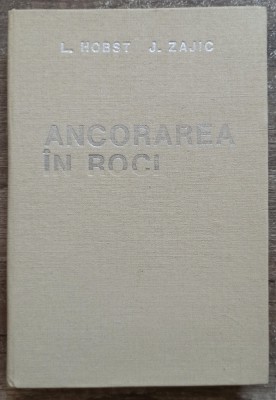 L. HOBST J. ZAJIC
ANCORAREA
ÎN ROCI